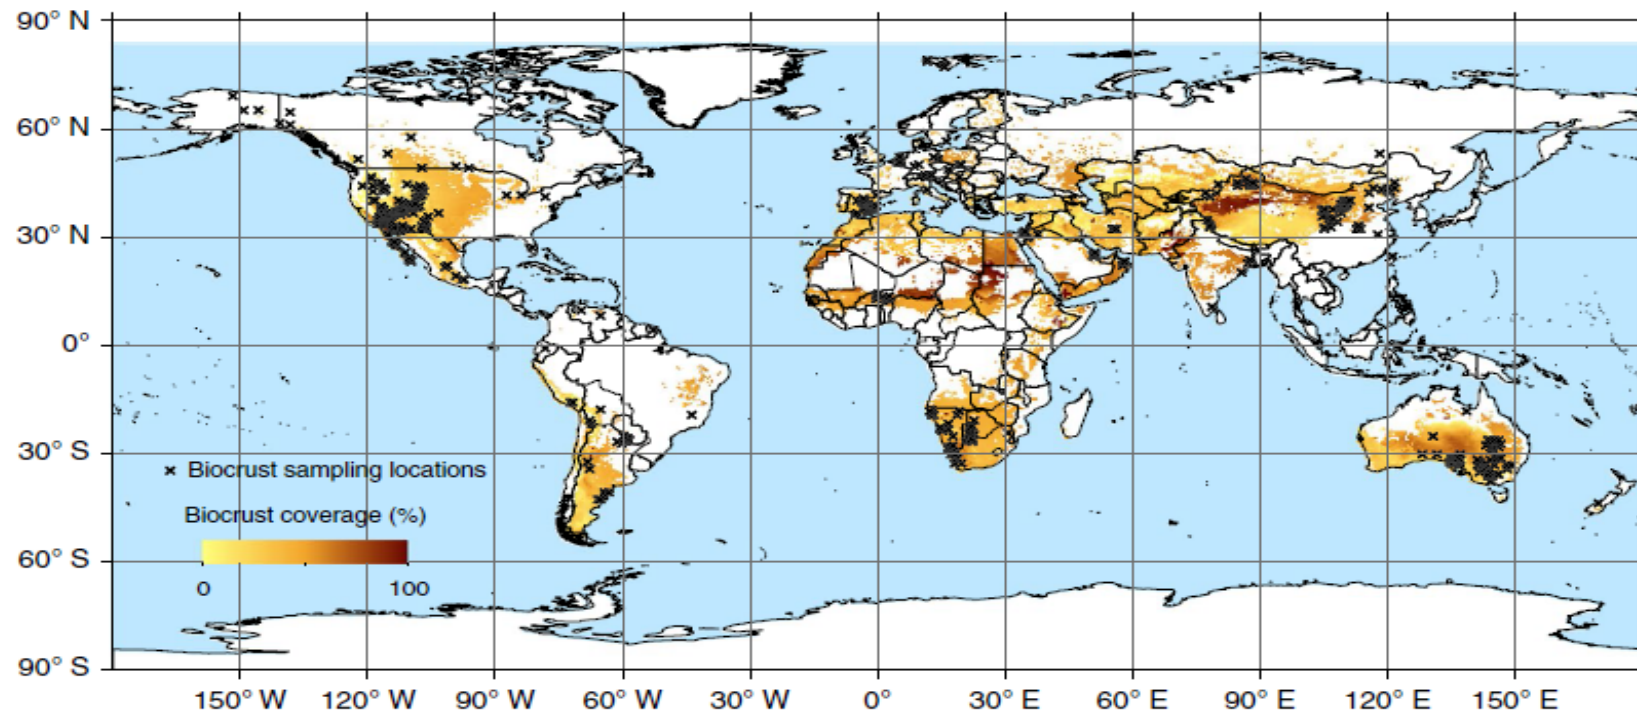 90° N
60° N
30° N
0°
30° S
60° S
90° S
× Biocrust sampling locations
Biocrust coverage (%)
0 100
150° W 120° W 90° W 60° W 30° W 0° 30° E 60° E 90° E 120° E 150° E